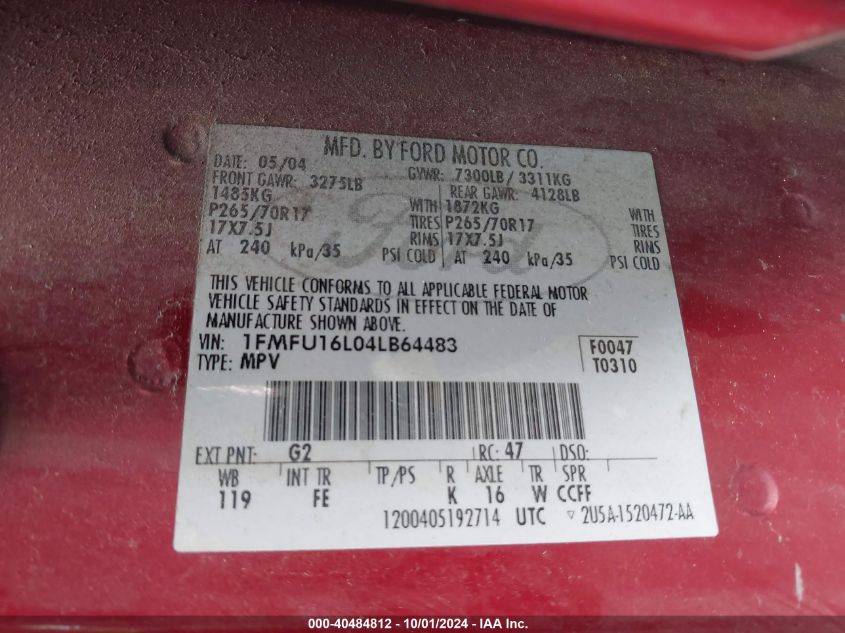 MFD. BY FORD MOTOR CO.
DATE: 05/04 GVWR: 7300LB / 3311KG
FRONT GAWR: 3275LB REAR GAWR: 4128LB
1485KG WITH 1872KG WITH
P265/70R17 TIRES P265/70R17 TIRES
17X7.5J RIMS 17X7.5J RIMS
AT 240 kPa/35 PSI COLD AT 240 kPa/35 PSI COLD
Ford
THIS VEHICLE CONFORMS TO ALL APPLICABLE FEDERAL MOTOR
VEHICLE SAFETY STANDARDS IN EFFECT ON THE DATE OF
MANUFACTURE SHOWN ABOVE.
VIN: 1FMFU16L04LB64483 F0047
TYPE: MPV T0310
EXT PNT: G2 RC: 47 DSO:
WB INT TR TP/PS R AXLE TR SPR
119 FE K 16 W CCFF
1200405192714 UTC ▽ 2U5A-1520472-AA
000-40484812 - 10/01/2024 - IAA Inc.